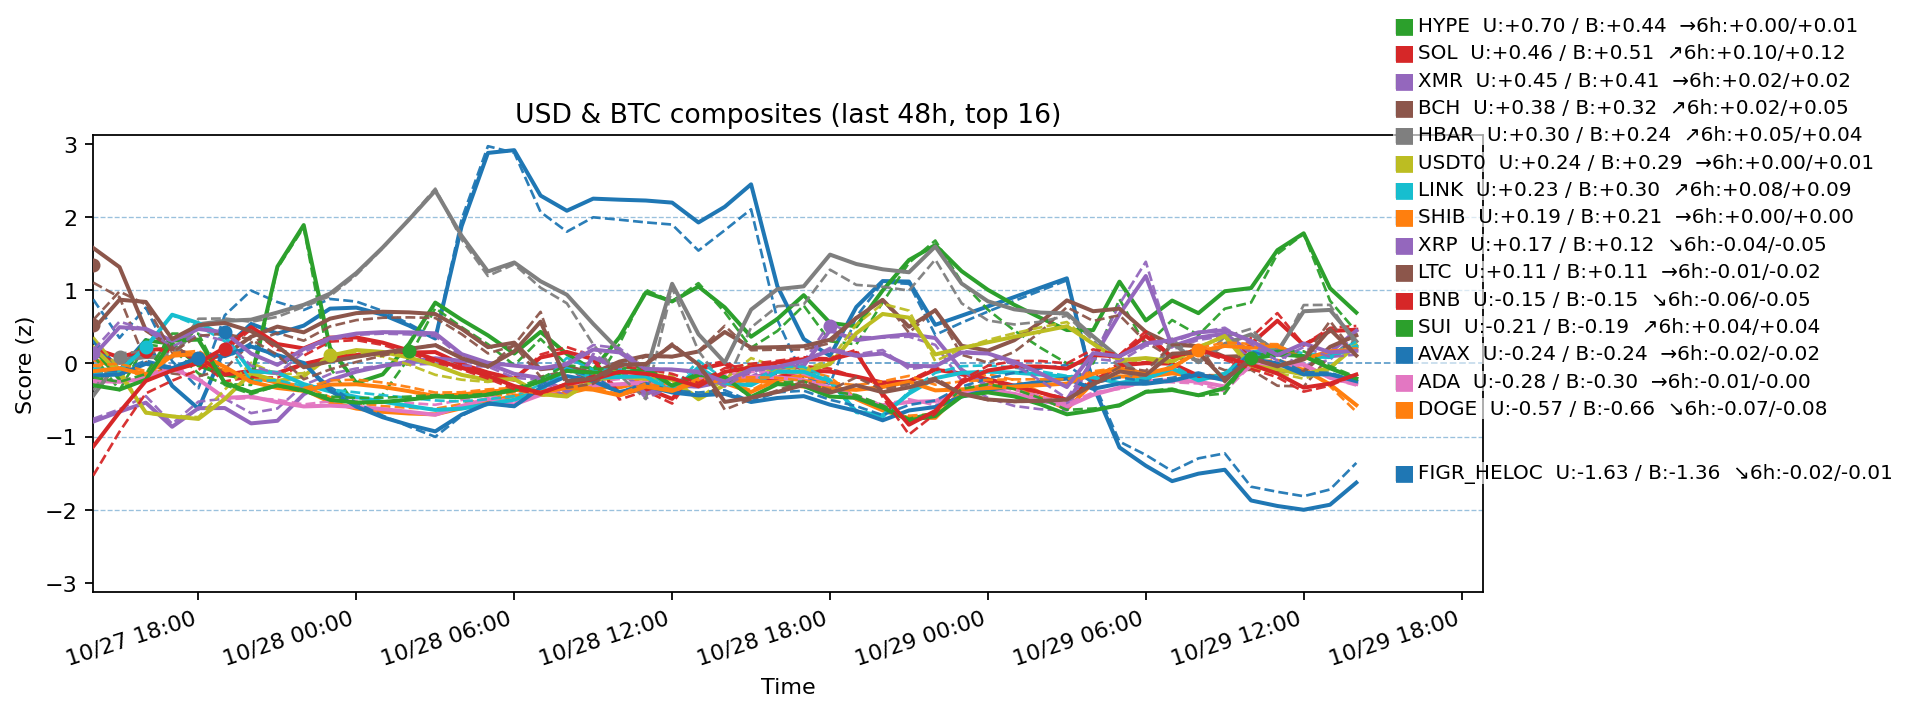 HYPE  U:+0.70 / B:+0.44  →6h:+0.00/+0.01
SOL  U:+0.46 / B:+0.51  ↗6h:+0.10/+0.12
XMR  U:+0.45 / B:+0.41  →6h:+0.02/+0.02
BCH  U:+0.38 / B:+0.32  ↗6h:+0.02/+0.05
HBAR  U:+0.30 / B:+0.24  ↗6h:+0.05/+0.04
USDT0  U:+0.24 / B:+0.29  →6h:+0.00/+0.01
LINK  U:+0.23 / B:+0.30  ↗6h:+0.08/+0.09
SHIB  U:+0.19 / B:+0.21  →6h:+0.00/+0.00
XRP  U:+0.17 / B:+0.12  ↘6h:-0.04/-0.05
LTC  U:+0.11 / B:+0.11  →6h:-0.01/-0.02
BNB  U:-0.15 / B:-0.15  ↘6h:-0.06/-0.05
SUI  U:-0.21 / B:-0.19  ↗6h:+0.04/+0.04
AVAX  U:-0.24 / B:-0.24  →6h:-0.02/-0.02
ADA  U:-0.28 / B:-0.30  →6h:-0.01/-0.00
DOGE  U:-0.57 / B:-0.66  ↘6h:-0.07/-0.08
FIGR_HELOC  U:-1.63 / B:-1.36  ↘6h:-0.02/-0.01
USD & BTC composites (last 48h, top 16)
Score (z)
3
2
1
0
−1
−2
−3
10/27 18:00
10/28 00:00
10/28 06:00
10/28 12:00
10/28 18:00
10/29 00:00
10/29 06:00
10/29 12:00
10/29 18:00
Time